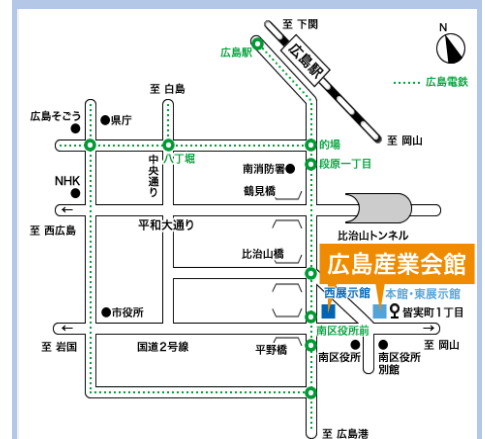 至 下関
N
広島駅
広島駅
広島電鉄
至 白島
広島そごう
県庁
至 岡山
的場
八丁堀
中央通り
南消防署
段原一丁目
NHK
鶴見橋
至 西広島
平和大通り
比治山トンネル
比治山橋
広島産業会館
西展示館
本館・東展示館
市役所
皆実町1丁目
南区役所前
至 岩国
国道2号線
平野橋
南区役所
南区役所
別館
至 岡山
至 広島港